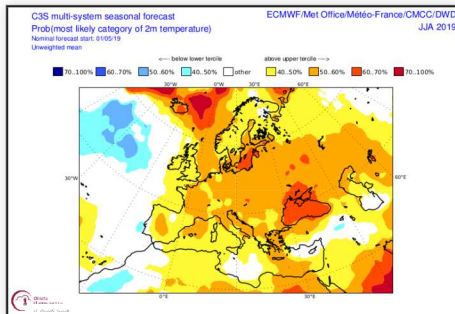 C3S multi-system seasonal forecast
ECMWF/Met Office/Météo-France/CMCC/DWD
Prob(most likely category of 2m temperature)
JJA 2019
Nominal forecast start: 01/05/19
Unweighted mean
<--- below lower tercile
above upper tercile --->
70..100%
60..70%
50..60%
40..50%
other
40..50%
50..60%
60..70%
70..100%
30°W
0°E
30°E
60°E
30°W
60°E
0°E
30°E